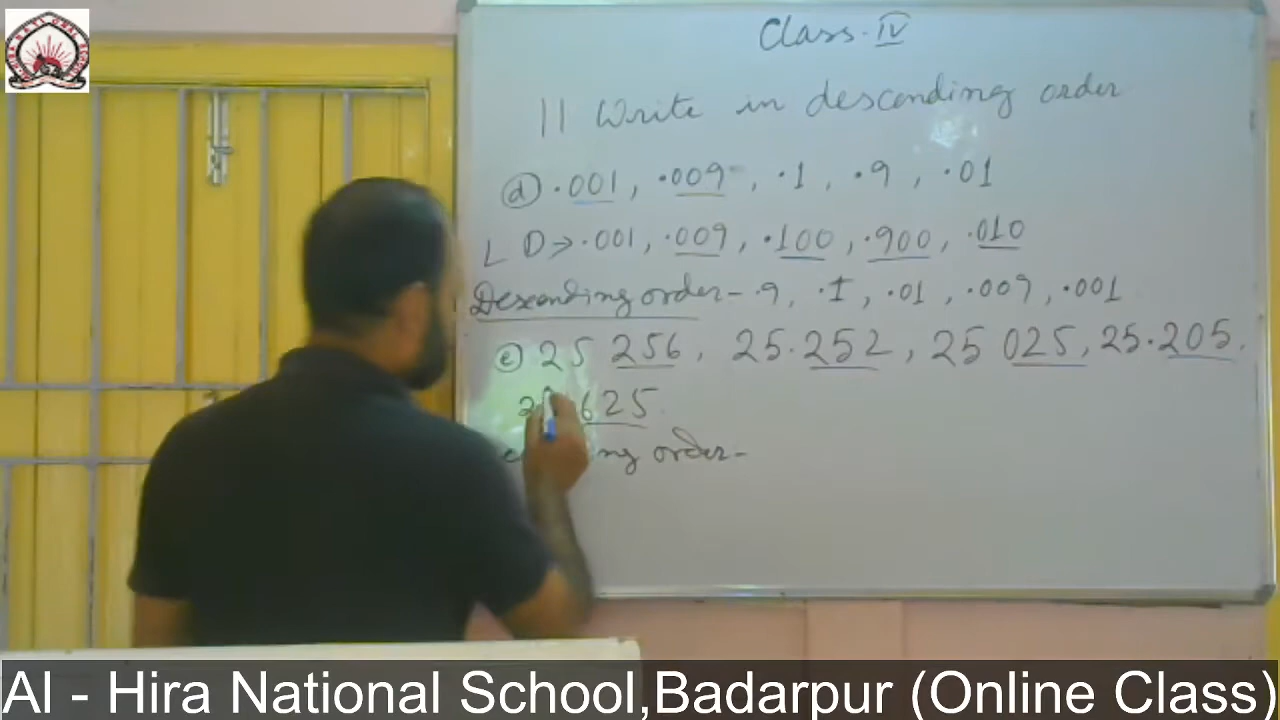 Class. IV
11 Write in descending order
(d) .001, .009, .1, .9, .01
L D → .001, .009, .100, .900, .010
Descending order - .9, .1, .01, .009, .001
(e) 25 256, 25.252, 25 025, 25.205.
625.
order -
Al - Hira National School,Badarpur (Online Class)